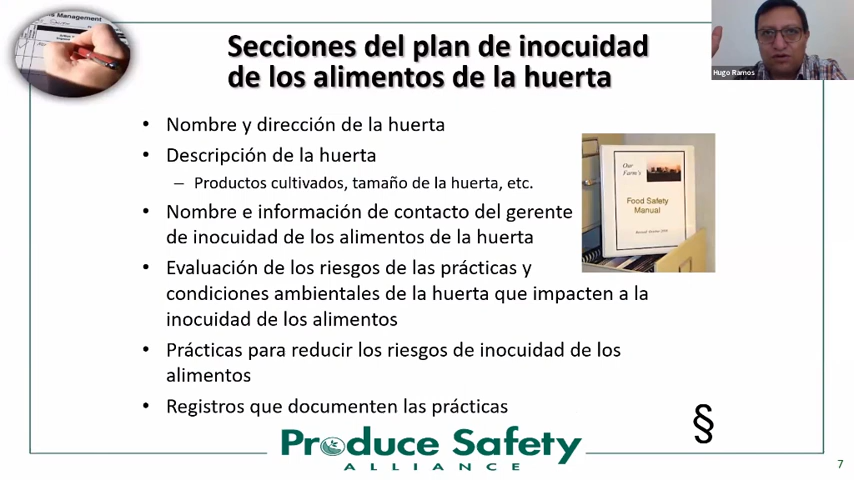 s Management
Secciones del plan de inocuidad
de los alimentos de la huerta
Hugo Ramos
• Nombre y dirección de la huerta
• Descripción de la huerta
– Productos cultivados, tamaño de la huerta, etc.
• Nombre e información de contacto del gerente
de inocuidad de los alimentos de la huerta
• Evaluación de los riesgos de las prácticas y
condiciones ambientales de la huerta que impacten a la
inocuidad de los alimentos
• Prácticas para reducir los riesgos de inocuidad de los
alimentos
• Registros que documenten las prácticas
Our
Farm's
Food Safety
Manual
§
Produce Safety
ALLIANCE
7